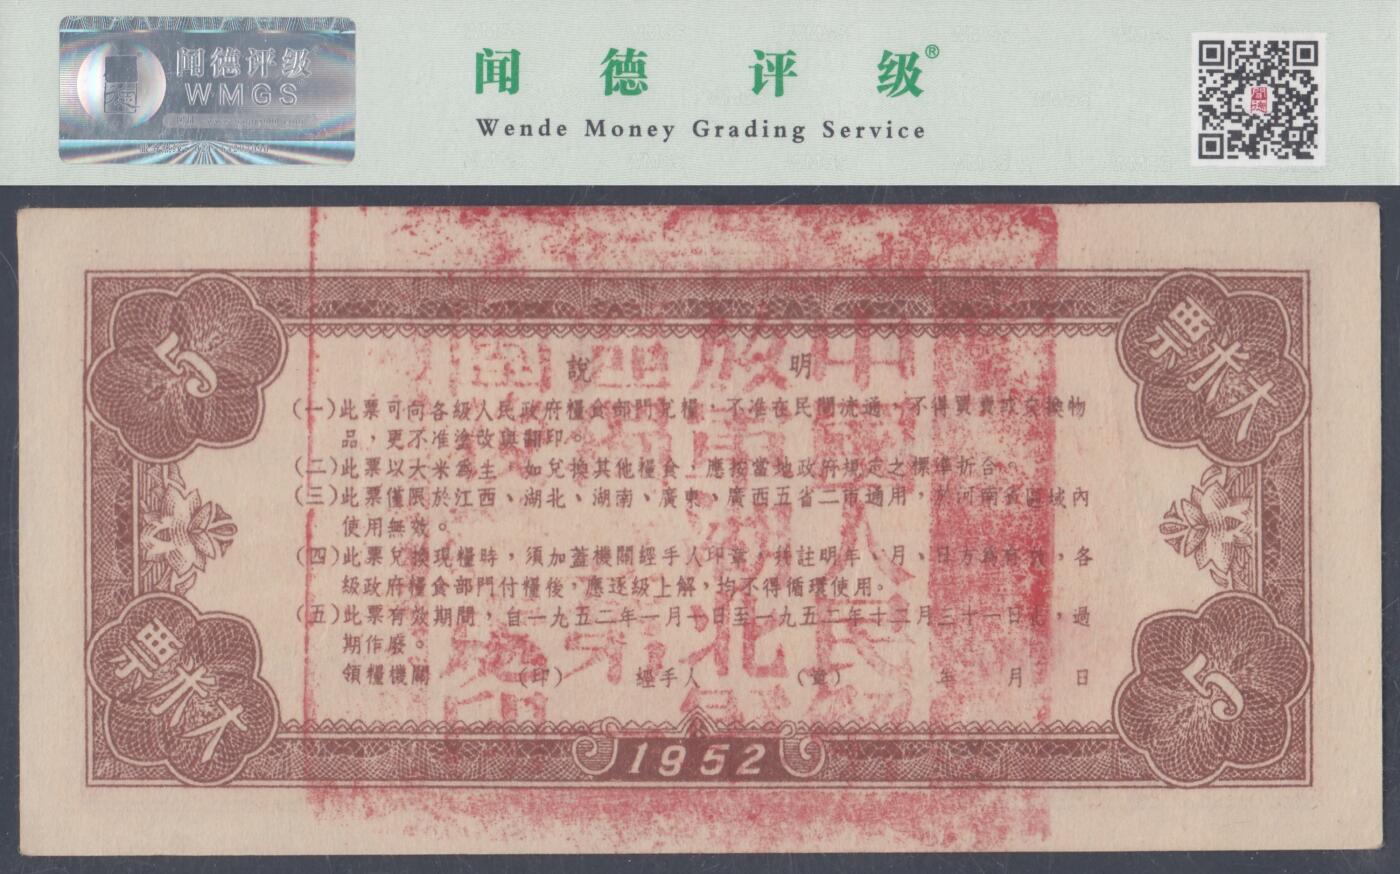 闻德评级
WMGS
闻德评级®
Wende Money Grading Service
5
大米票
說明
(一)此票可向各級人民政府糧食部門兌糧,不准在民間流通,不得買賣或交換物
品,更不准塗改與翻印。
(二)此票以大米為主,如兌換其他糧食,應按當地政府規定之標準折合。
(三)此票僅限於江西、湖北、湖南、廣東、廣西五省二市通用,於河南省區域內
使用無效。
(四)此票兌換現糧時,須加蓋機關經手人印章,并註明年、月、日方為有效,各
級政府糧食部門付糧後,應逐級上解,均不得循環使用。
(五)此票有效期間,自一九五二年一月一日至一九五二年十二月三十一日止,過
期作廢。
領糧機關 (印) 經手人 (章) 年 月 日
大米票
5
1952